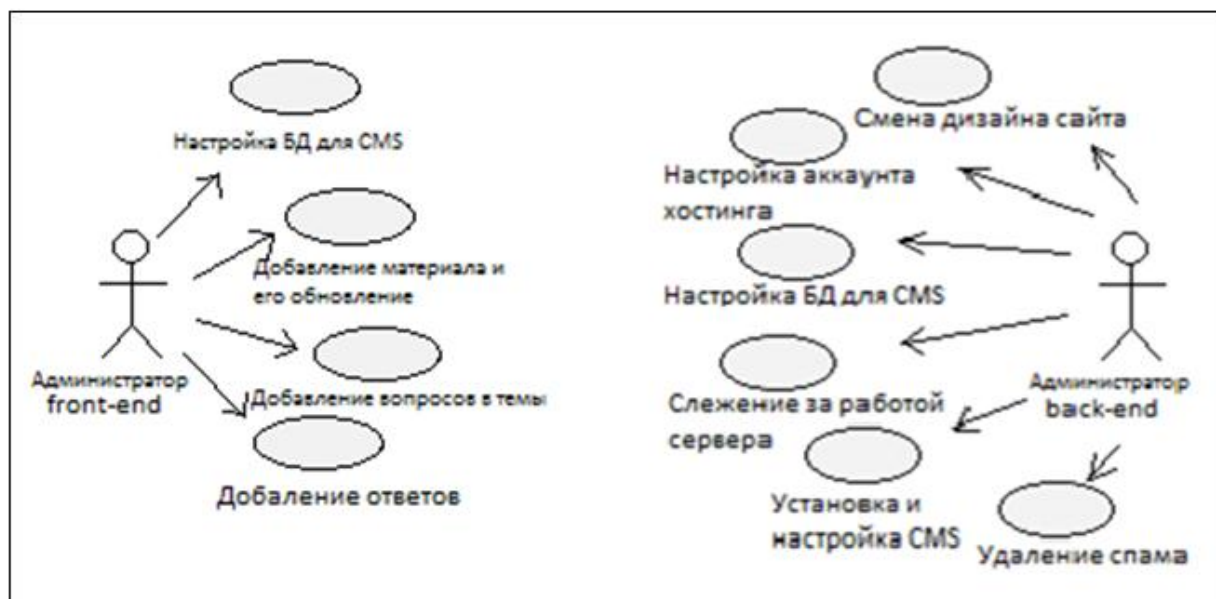 Настройка БД для CMS
Добавление материала и
его обновление
Добавление вопросов в темы
Добаление ответов
Администратор
front-end
Смена дизайна сайта
Настройка аккаунта
хостинга
Настройка БД для CMS
Слежение за работой
сервера
Установка и
настройка CMS
Удаление спама
Администратор
back-end